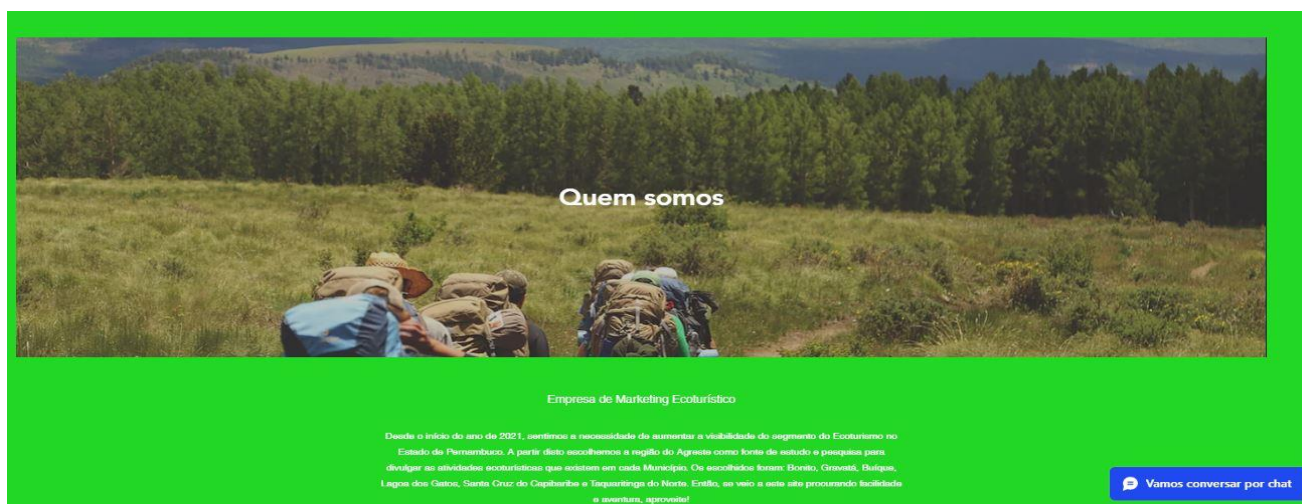 Quem somos
Empresa de Marketing Ecoturístico
Desde o início do ano de 2021, sentimos a necessidade de aumentar a visibilidade do segmento do Ecoturismo no
Estado de Pernambuco. A partir disto escolhemos a região do Agreste como fonte de estudo e pesquisa para
divulgar as atividades ecoturísticas que existem em cada Município. Os escolhidos foram: Bonito, Gravatá, Buíque,
Lagoa dos Gatos, Santa Cruz do Capibaribe e Taquaritinga do Norte. Então, se veio a este site procurando facilidade
e aventura, aproveite!
Vamos conversar por chat